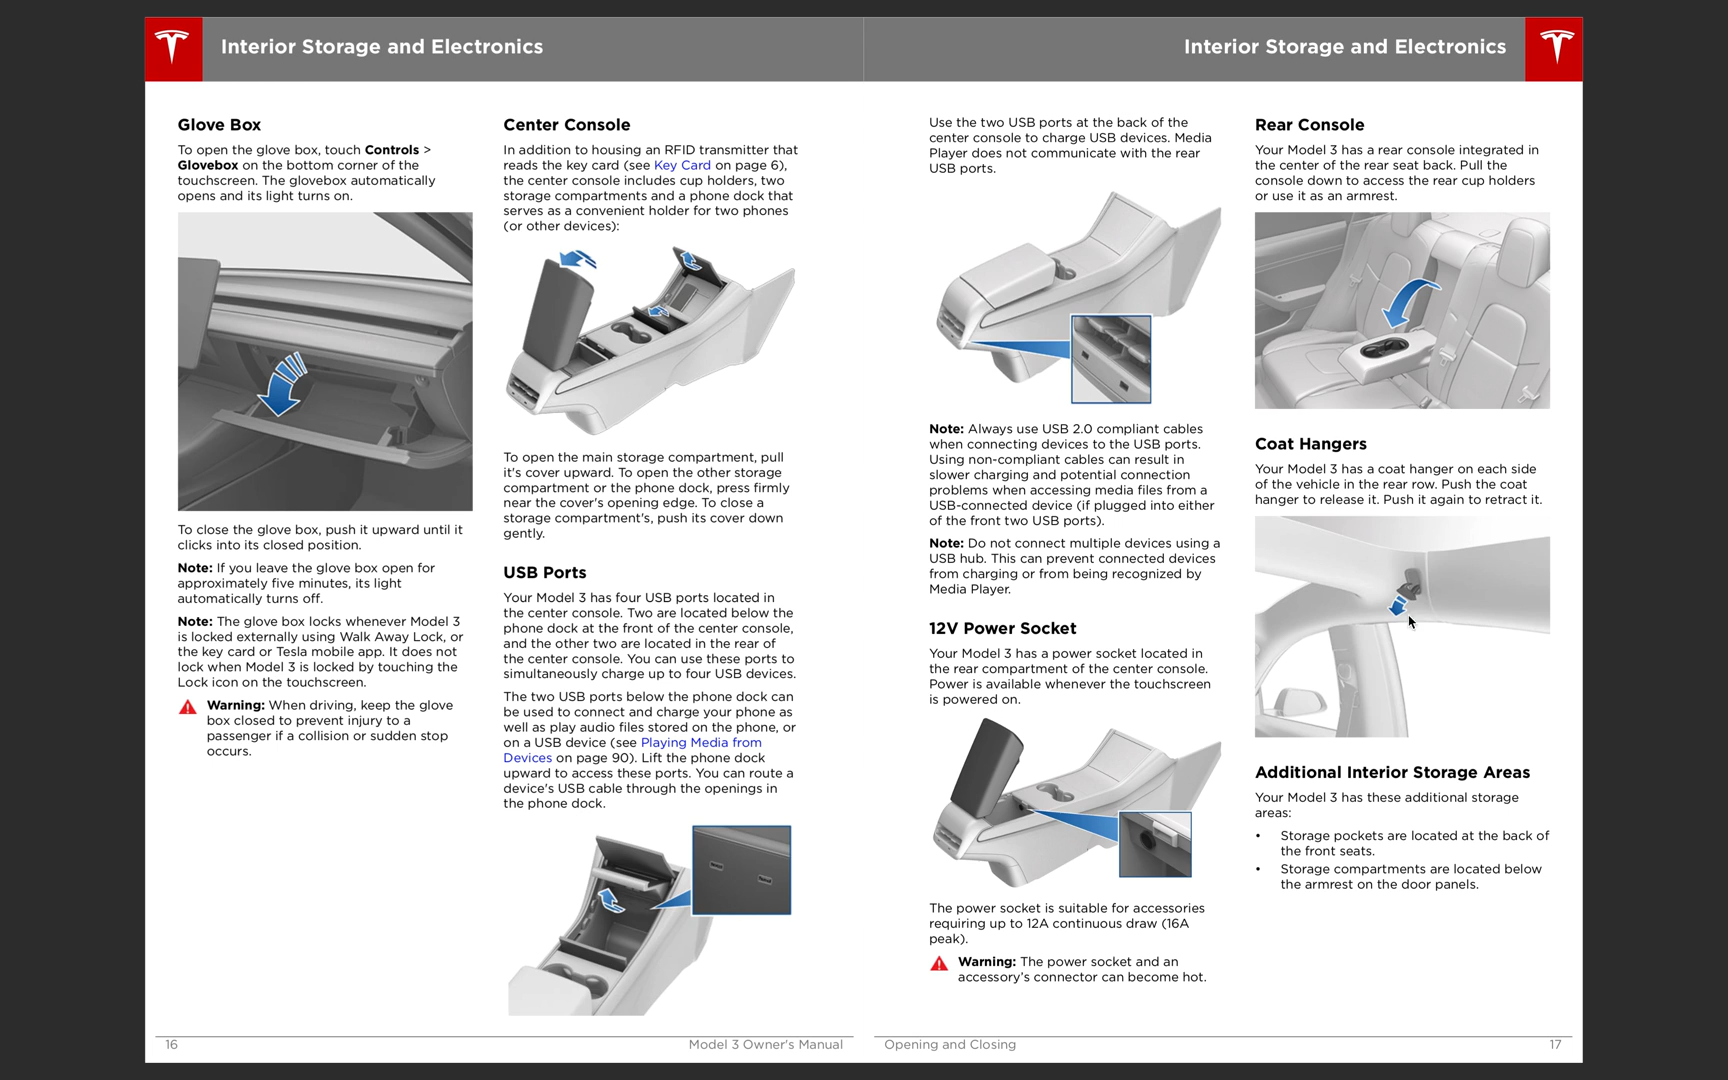 Interior Storage and Electronics
Glove Box
To open the glove box, touch Controls >
Glovebox on the bottom corner of the
touchscreen. The glovebox automatically
opens and its light turns on.
To close the glove box, push it upward until it
clicks into its closed position.
Note: If you leave the glove box open for
approximately five minutes, its light
automatically turns off.
Note: The glove box locks whenever Model 3
is locked externally using Walk Away Lock, or
the key card or Tesla mobile app. It does not
lock when Model 3 is locked by touching the
Lock icon on the touchscreen.
Warning: When driving, keep the glove
box closed to prevent injury to a
passenger if a collision or sudden stop
occurs.
Center Console
In addition to housing an RFID transmitter that
reads the key card (see Key Card on page 6),
the center console includes cup holders, two
storage compartments and a phone dock that
serves as a convenient holder for two phones
(or other devices):
To open the main storage compartment, pull
it's cover upward. To open the other storage
compartment or the phone dock, press firmly
near the cover's opening edge. To close a
storage compartment's, push its cover down
gently.
USB Ports
Your Model 3 has four USB ports located in
the center console. Two are located below the
phone dock at the front of the center console,
and the other two are located in the rear of
the center console. You can use these ports to
simultaneously charge up to four USB devices.
The two USB ports below the phone dock can
be used to connect and charge your phone as
well as play audio files stored on the phone, or
on a USB device (see Playing Media from
Devices on page 90). Lift the phone dock
upward to access these ports. You can route a
device's USB cable through the openings in
the phone dock.
16
Model 3 Owner's Manual
Interior Storage and Electronics
Use the two USB ports at the back of the
center console to charge USB devices. Media
Player does not communicate with the rear
USB ports.
Note: Always use USB 2.0 compliant cables
when connecting devices to the USB ports.
Using non-compliant cables can result in
slower charging and potential connection
problems when accessing media files from a
USB-connected device (if plugged into either
of the front two USB ports).
Note: Do not connect multiple devices using a
USB hub. This can prevent connected devices
from charging or from being recognized by
Media Player.
12V Power Socket
Your Model 3 has a power socket located in
the rear compartment of the center console.
Power is available whenever the touchscreen
is powered on.
The power socket is suitable for accessories
requiring up to 12A continuous draw (16A
peak).
Warning: The power socket and an
accessory's connector can become hot.
Rear Console
Your Model 3 has a rear console integrated in
the center of the rear seat back. Pull the
console down to access the rear cup holders
or use it as an armrest.
Coat Hangers
Your Model 3 has a coat hanger on each side
of the vehicle in the rear row. Push the coat
hanger to release it. Push it again to retract it.
Additional Interior Storage Areas
Your Model 3 has these additional storage
areas:
• Storage pockets are located at the back of
the front seats.
• Storage compartments are located below
the armrest on the door panels.
Opening and Closing
17